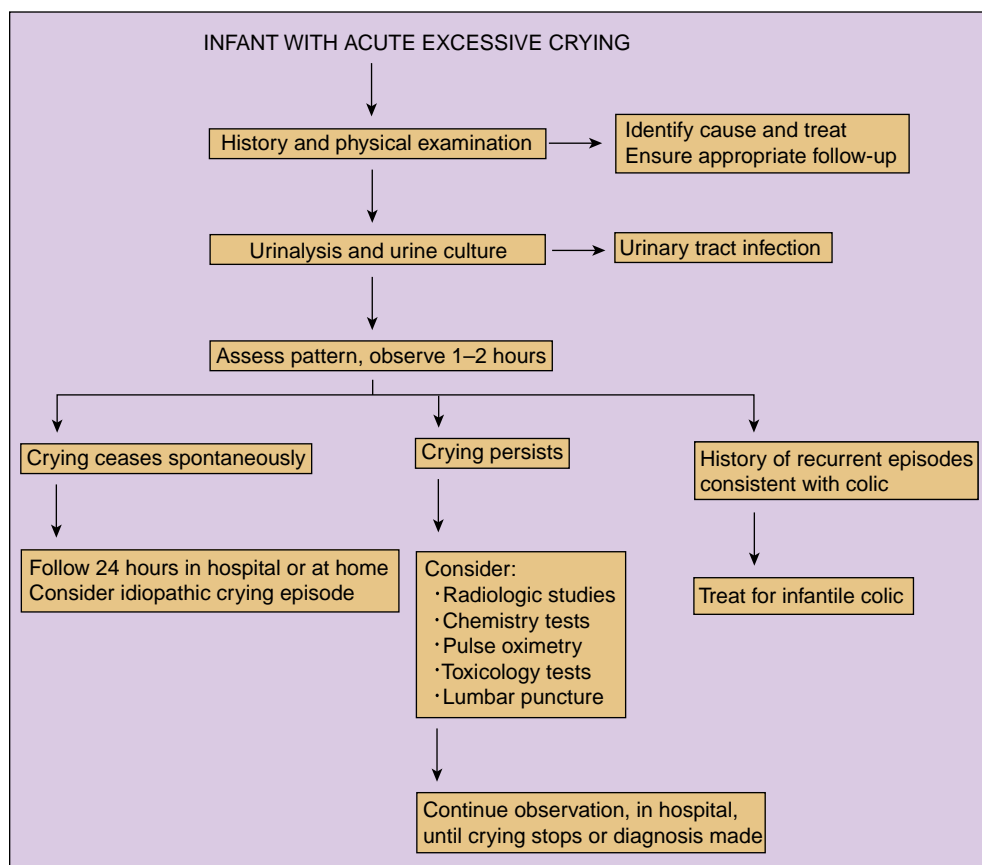 INFANT WITH ACUTE EXCESSIVE CRYING
History and physical examination
Identify cause and treat
Ensure appropriate follow-up
Urinalysis and urine culture
Urinary tract infection
Assess pattern, observe 1–2 hours
Crying ceases spontaneously
Follow 24 hours in hospital or at home
Consider idiopathic crying episode
Crying persists
Consider:
·Radiologic studies
·Chemistry tests
·Pulse oximetry
·Toxicology tests
·Lumbar puncture
Continue observation, in hospital,
until crying stops or diagnosis made
History of recurrent episodes
consistent with colic
Treat for infantile colic